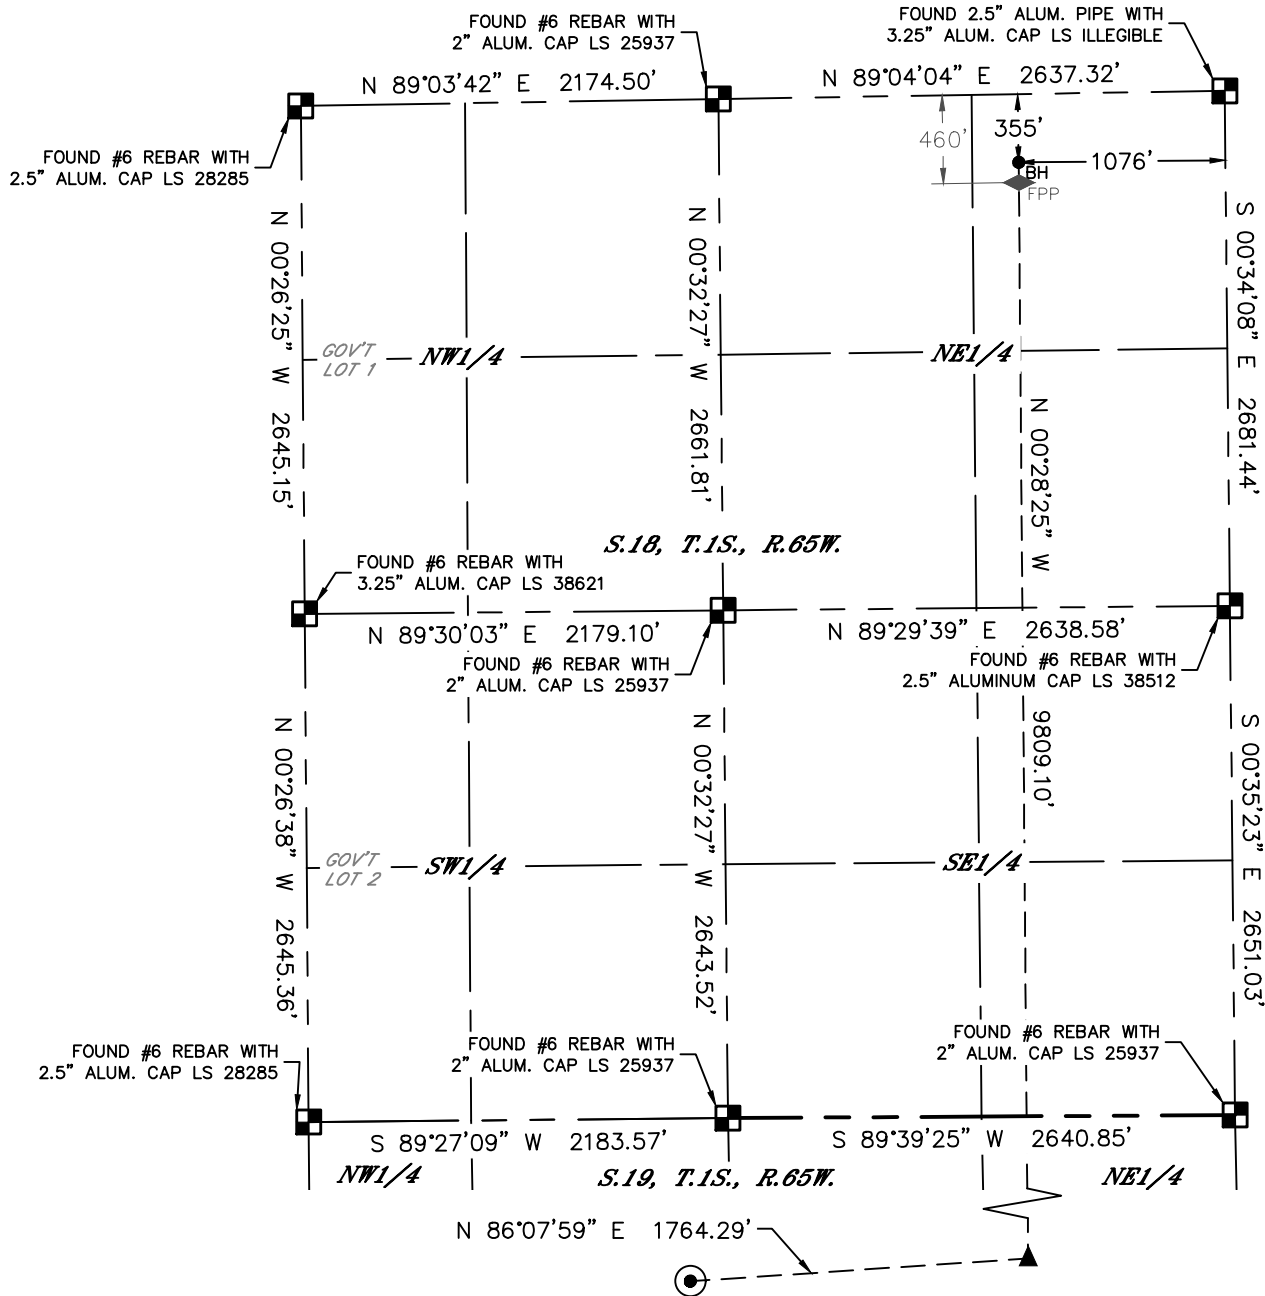 FOUND #6 REBAR WITH
2" ALUM. CAP LS 25937
FOUND 2.5" ALUM. PIPE WITH
3.25" ALUM. CAP LS ILLEGIBLE
N 89°03'42" E 2174.50'
N 89°04'04" E 2637.32'
FOUND #6 REBAR WITH
2.5" ALUM. CAP LS 28285
460'
355'
1076'
BH
FPP
N 00°26'25" W 2645.15'
N 00°32'27" W 2661.81'
S 00°34'08" E 2681.44'
GOV'T
LOT 1
NW1/4
NE1/4
N 00°28'25" W
9809.10'
S.18, T.1S., R.65W.
FOUND #6 REBAR WITH
3.25" ALUM. CAP LS 38621
N 89°30'03" E 2179.10'
N 89°29'39" E 2638.58'
FOUND #6 REBAR WITH
2" ALUM. CAP LS 25937
FOUND #6 REBAR WITH
2.5" ALUMINUM CAP LS 38512
N 00°26'38" W 2645.36'
N 00°32'27" W 2643.52'
S 00°35'23" E 2651.03'
GOV'T
LOT 2
SW1/4
SE1/4
FOUND #6 REBAR WITH
2.5" ALUM. CAP LS 28285
FOUND #6 REBAR WITH
2" ALUM. CAP LS 25937
FOUND #6 REBAR WITH
2" ALUM. CAP LS 25937
S 89°27'09" W 2183.57'
S 89°39'25" W 2640.85'
NW1/4
S.19, T.1S., R.65W.
NE1/4
N 86°07'59" E 1764.29'